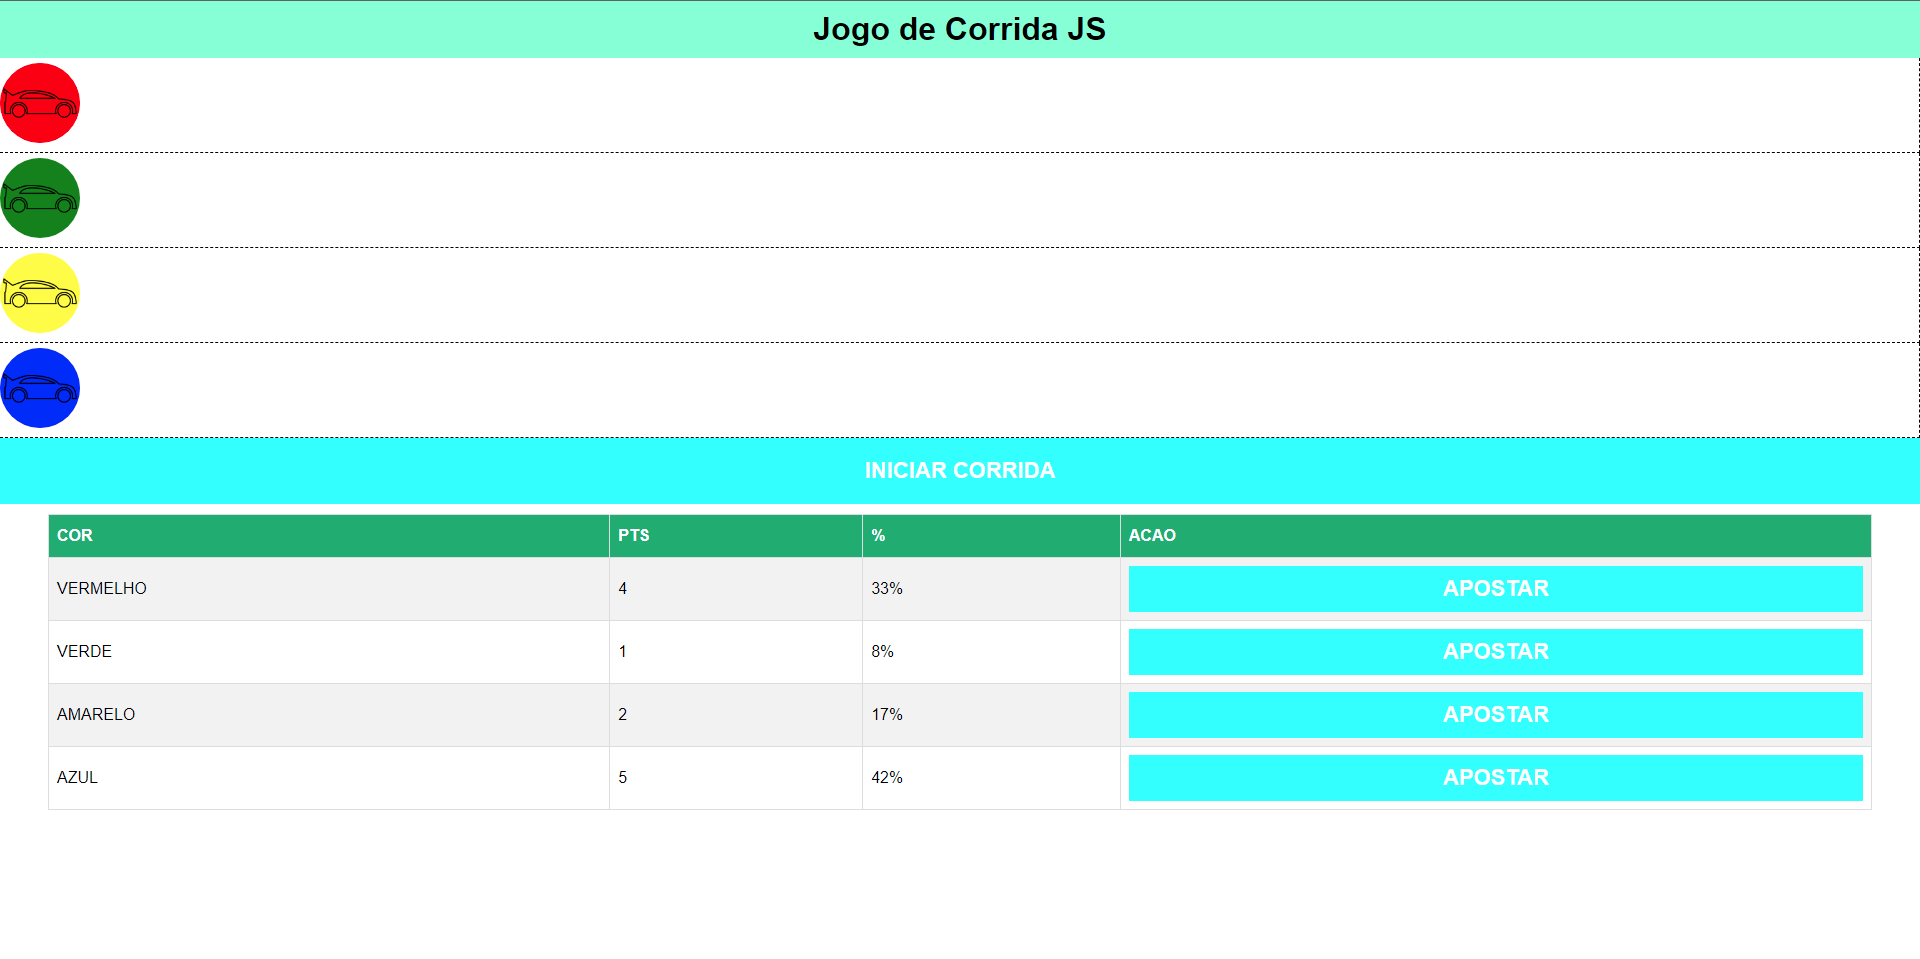 Jogo de Corrida JS
INICIAR CORRIDA
COR PTS % ACAO
VERMELHO 4 33% APOSTAR
VERDE 1 8% APOSTAR
AMARELO 2 17% APOSTAR
AZUL 5 42% APOSTAR